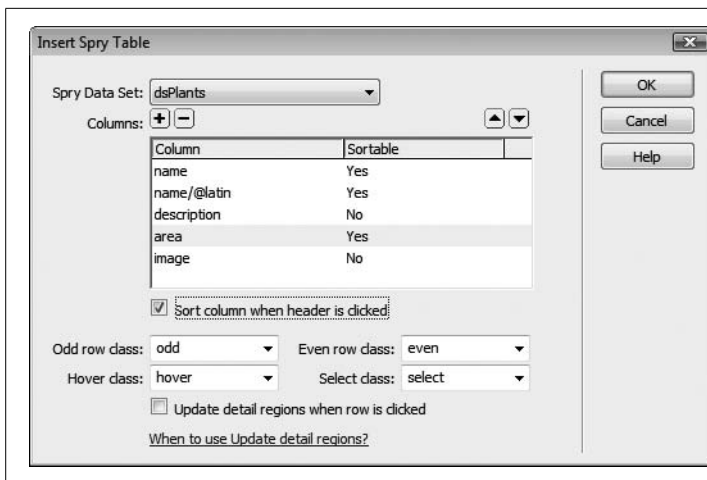 Insert Spry Table
Spry Data Set: dsPlants
OK
Columns:
Cancel
Help
Column Sortable
name Yes
name/@latin Yes
description No
area Yes
image No
Sort column when header is clicked
Odd row class: odd Even row class: even
Hover class: hover Select class: select
Update detail regions when row is clicked
When to use Update detail regions?